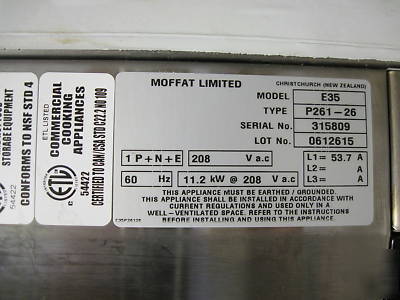 STORAGE EQUIPMENT
CONFORMS TO NSF STD 4
54422
ETL LISTED
COMMERCIAL
COOKING
APPLIANCES
CERTIFIED TO CAN/CSA STD C22.2 NO 109
54422
C
ETL
MOFFAT LIMITED
CHRISTCHURCH (NEW ZEALAND)
MODEL E35
TYPE P261-26
SERIAL No. 315809
LOT No. 0612615
1 P+N+E 208 V a.c
60 Hz 11.2 kW @ 208 V a.c
L1= 53.7 A
L2= A
L3= A
THIS APPLIANCE MUST BE EARTHED / GROUNDED.
THIS APPLIANCE SHALL BE INSTALLED IN ACCORDANCE WITH
CURRENT REGULATIONS AND USED ONLY IN A
WELL-VENTILATED SPACE. REFER TO THE INSTRUCTIONS
BEFORE INSTALLING AND USING THIS APPLIANCE